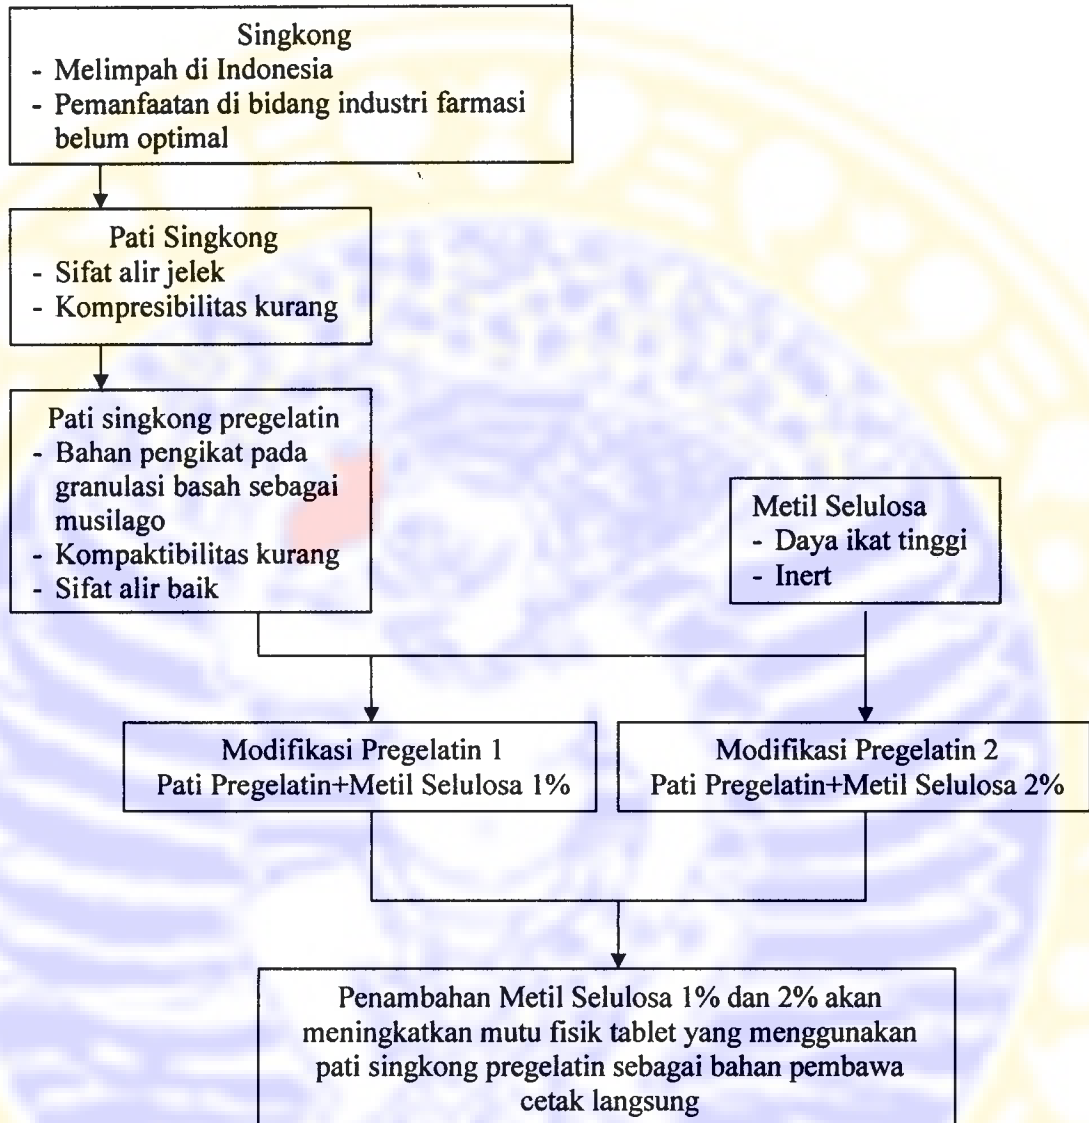 Singkong
- Melimpah di Indonesia
- Pemanfaatan di bidang industri farmasi
belum optimal
Pati Singkong
- Sifat alir jelek
- Kompresibilitas kurang
Pati singkong pregelatin
- Bahan pengikat pada
granulasi basah sebagai
musilago
- Kompaktibilitas kurang
- Sifat alir baik
Metil Selulosa
- Daya ikat tinggi
- Inert
Modifikasi Pregelatin 1
Pati Pregelatin+Metil Selulosa 1%
Modifikasi Pregelatin 2
Pati Pregelatin+Metil Selulosa 2%
Penambahan Metil Selulosa 1% dan 2% akan
meningkatkan mutu fisik tablet yang menggunakan
pati singkong pregelatin sebagai bahan pembawa
cetak langsung